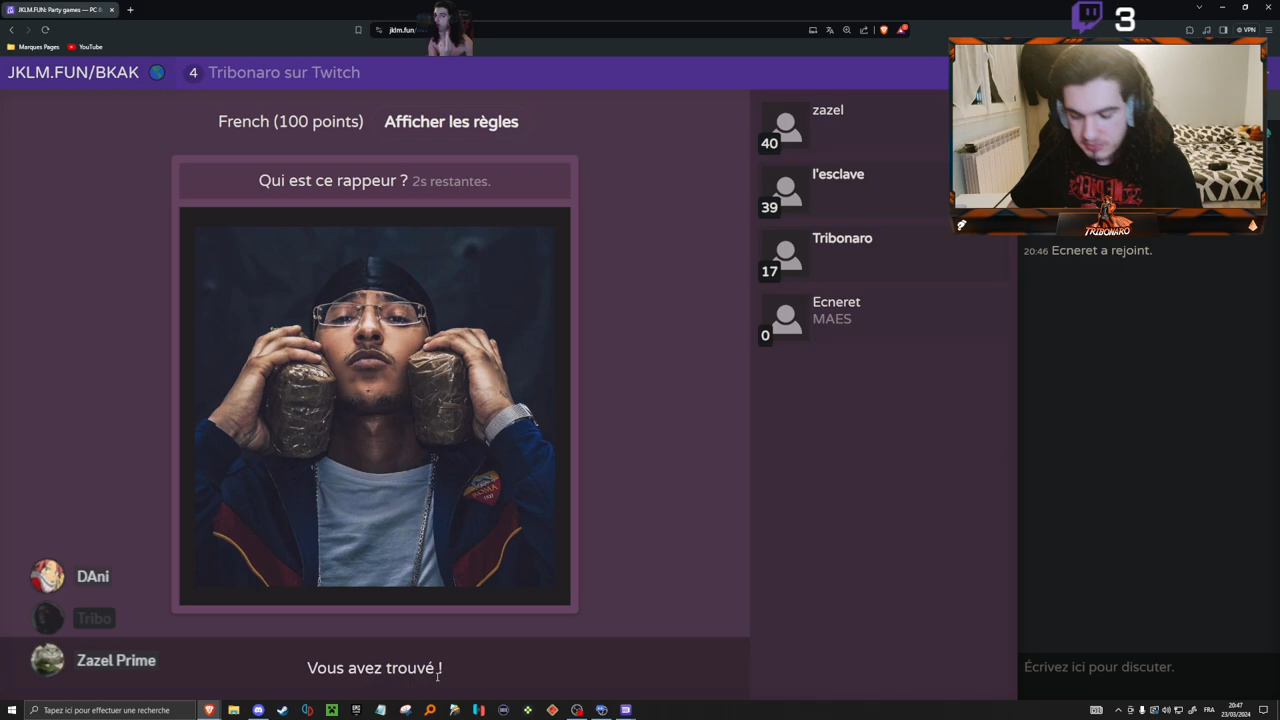 JKLM.FUN: Party games — PC B
jklm.fun/
VPN
Marques Pages
YouTube
3
JKLM.FUN/BKAK
4
Tribonaro sur Twitch
French (100 points)
Afficher les règles
Qui est ce rappeur ? 2s restantes.
ROMA
1927
zazel
40
l'esclave
39
Tribonaro
17
Ecneret
MAES
0
TRIBONARO
20:46 Ecneret a rejoint.
DAni
Tribo
Zazel Prime
Vous avez trouvé !
Écrivez ici pour discuter.
Tapez ici pour effectuer une recherche
FRA
20:47
23/03/2024